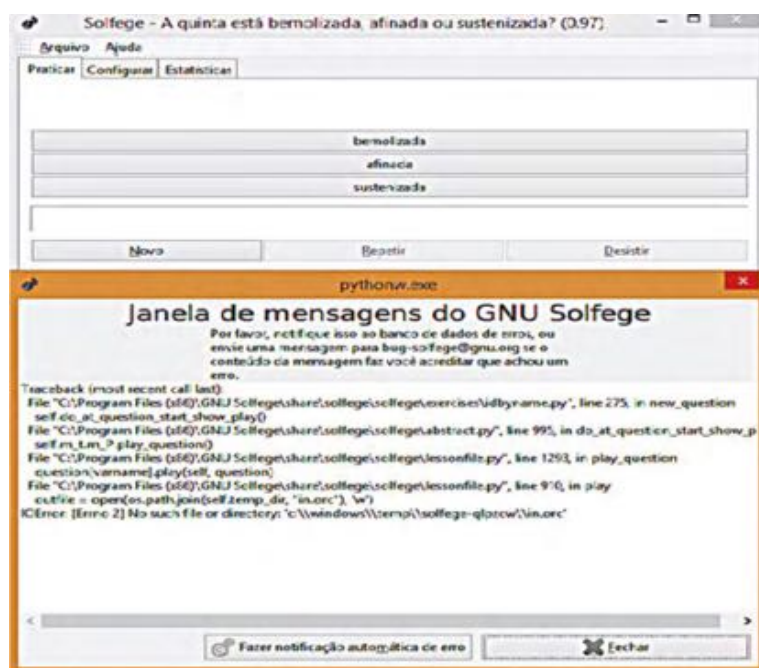 Solfege - A quinta está bemolizada, afinada ou sustenizada? (0.97)
Arquivo Ajuda
Praticar Configurar Estatísticas
bemolizada
afinada
sustenizada
Novo Repetir Desistir
pythonw.exe
Janela de mensagens do GNU Solfege
Por favor, notifique isso ao banco de dados de erros, ou
envie uma mensagem para bug-solfege@gnu.org se o
conteúdo da mensagem faz você acreditar que achou um
erro.
Traceback (most recent call last):
File "C:\Program Files (x86)\GNU Solfege\share\solfege\solfege\exercises\idbyname.py", line 275, in new_question
self.do_at_question_start_show_play()
File "C:\Program Files (x86)\GNU Solfege\share\solfege\solfege\abstract.py", line 995, in do_at_question_start_show_p
self.m_t.m_P.play_question()
File "C:\Program Files (x86)\GNU Solfege\share\solfege\solfege\lessonfile.py", line 1293, in play_question
question[varname].play(self, question)
File "C:\Program Files (x86)\GNU Solfege\share\solfege\solfege\lessonfile.py", line 910, in play
outfile = open(os.path.join(self.temp_dir, "in.orc"), 'w')
IOError: [Errno 2] No such file or directory:
Fazer notificação automática de erro Fechar